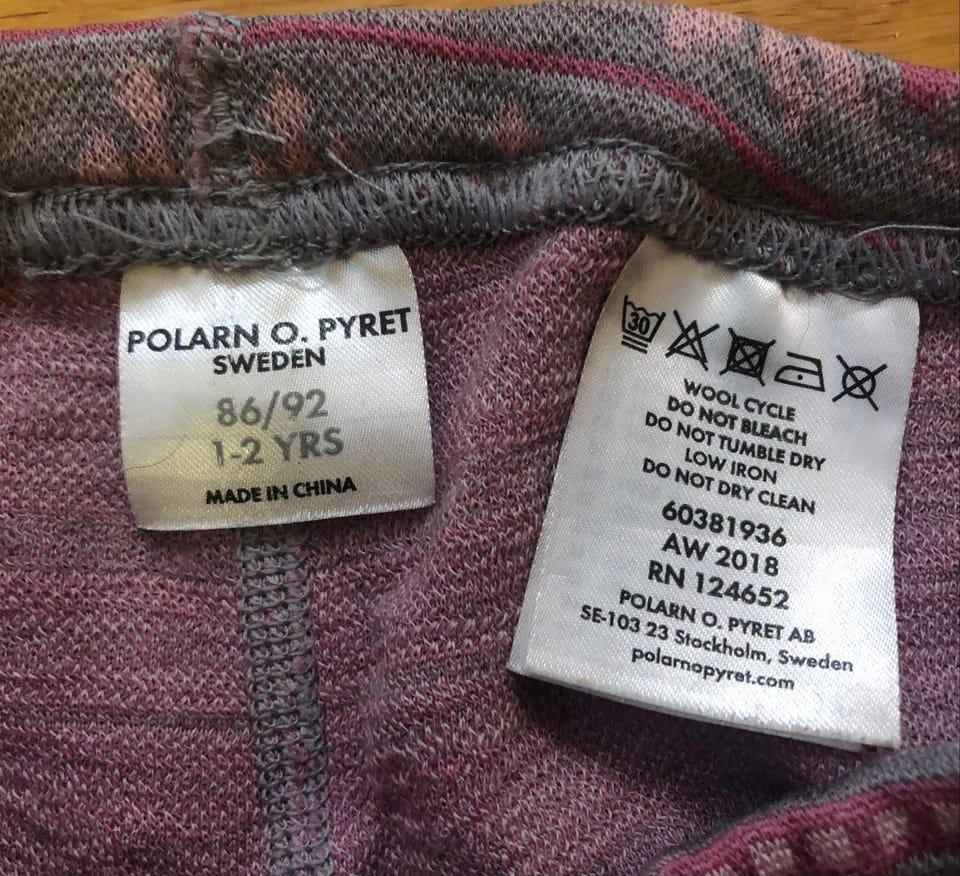 POLARN O. PYRET
SWEDEN
86/92
1-2 YRS
MADE IN CHINA
30
WOOL CYCLE
DO NOT BLEACH
DO NOT TUMBLE DRY
LOW IRON
DO NOT DRY CLEAN
60381936
AW 2018
RN 124652
POLARN O. PYRET AB
SE-103 23 Stockholm, Sweden
polarnopyret.com